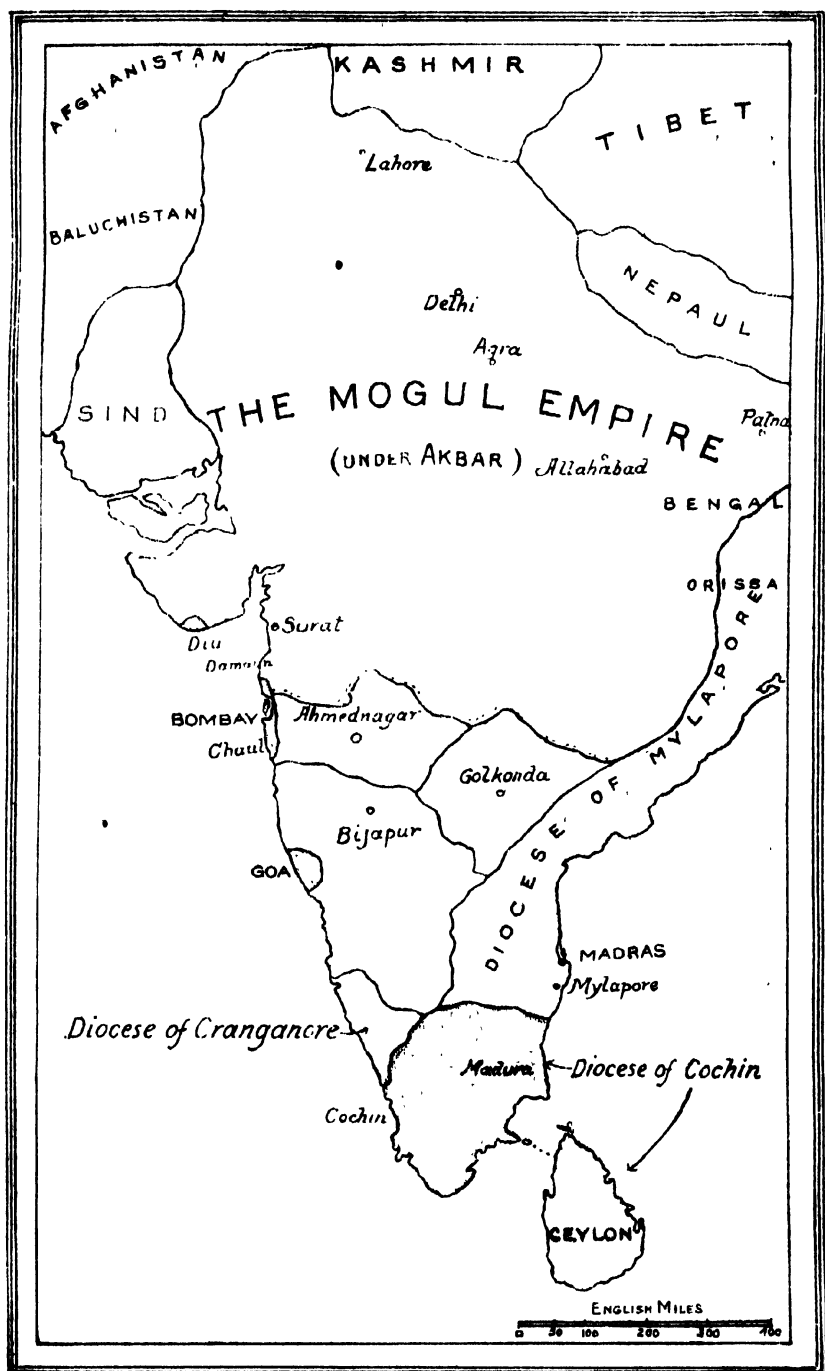 AFGHANISTAN
KASHMIR
TIBET
Lahore
BALUCHISTAN
NEPAUL
Delhi
Agra
SIND
THE MOGUL EMPIRE
(UNDER AKBAR)
Patna
Allahabad
BENGAL
ORISSA
Surat
Diu
Damaun
BOMBAY
Ahmednagar
Chaul
Golkonda
DIOCESE OF MYLAPORE
Bijapur
GOA
MADRAS
Mylapore
Diocese of Cranganore
Madura
Diocese of Cochin
Cochin
CEYLON
ENGLISH MILES
0 50 100 200 300 400